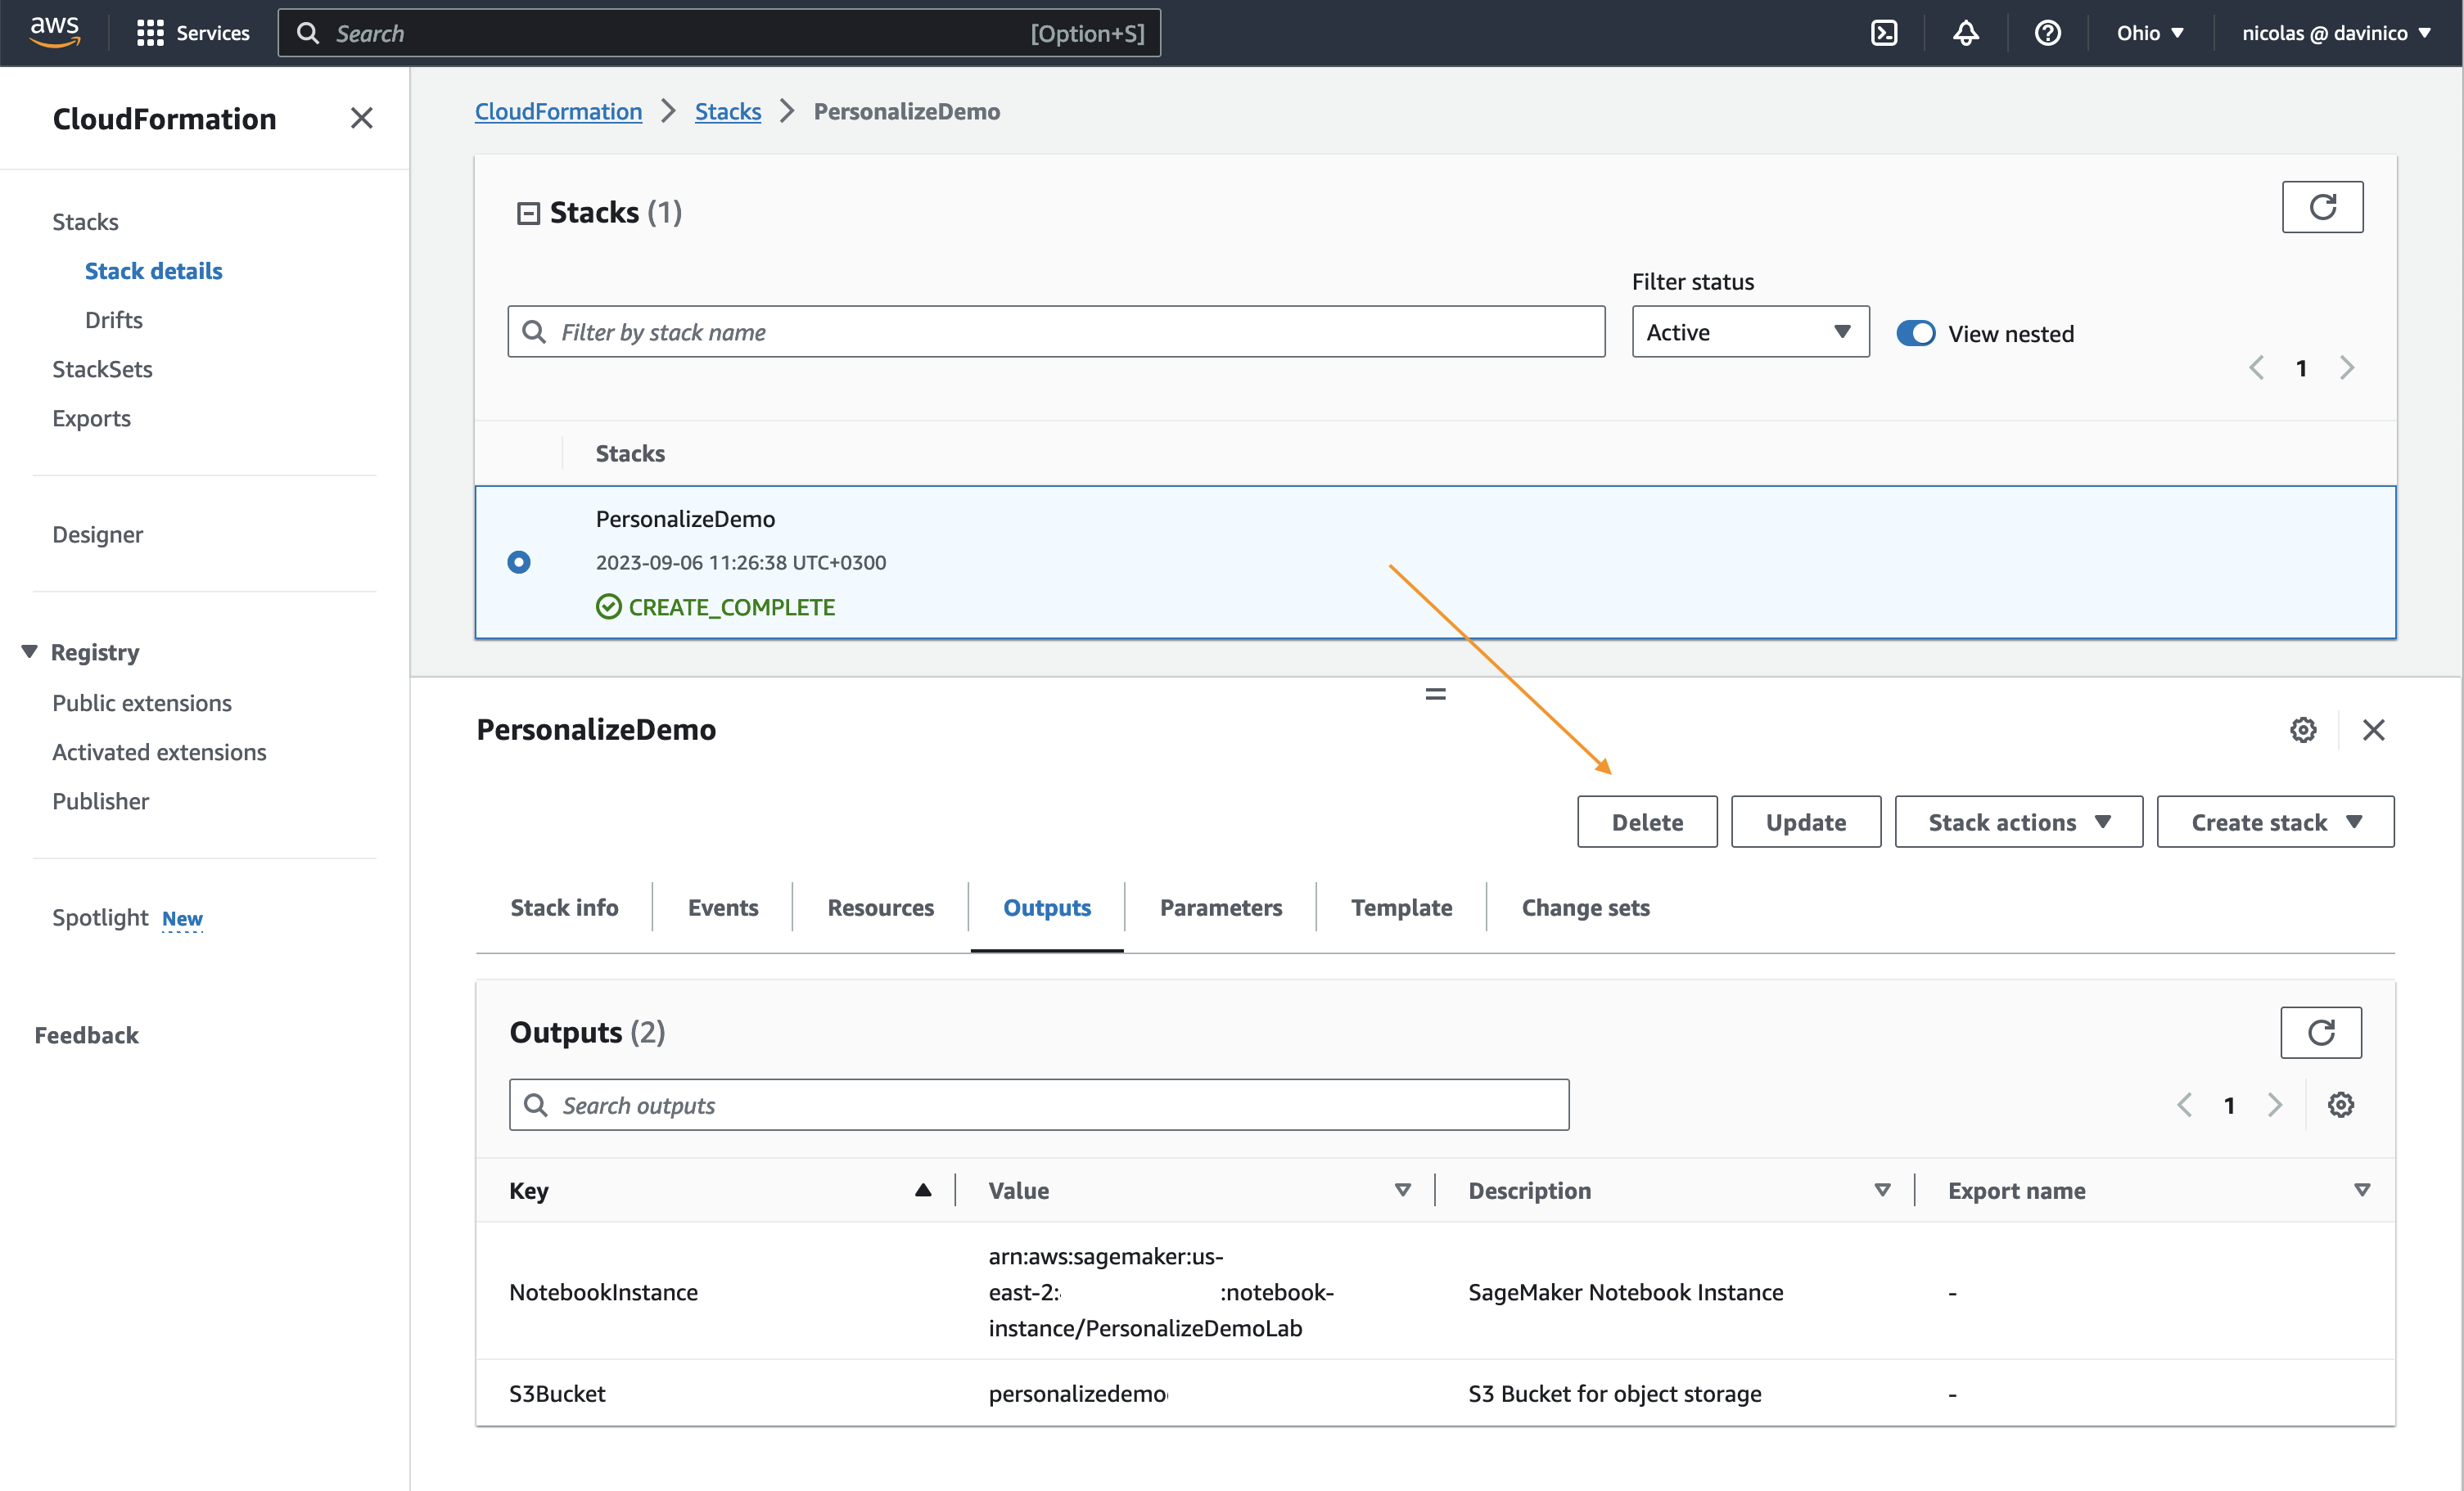 aws
Services
Search
[Option+S]
Ohio
nicolas @ davinico
CloudFormation
Stacks
Stack details
Drifts
StackSets
Exports
Designer
Registry
Public extensions
Activated extensions
Publisher
Spotlight New
Feedback
CloudFormation
Stacks
PersonalizeDemo
Stacks (1)
Filter by stack name
Filter status
Active
View nested
1
Stacks
PersonalizeDemo
2023-09-06 11:26:38 UTC+0300
CREATE_COMPLETE
PersonalizeDemo
Delete
Update
Stack actions
Create stack
Stack info
Events
Resources
Outputs
Parameters
Template
Change sets
Outputs (2)
Search outputs
1
Key
Value
Description
Export name
NotebookInstance
arn:aws:sagemaker:us-
east-2: :notebook-
instance/PersonalizeDemoLab
SageMaker Notebook Instance
-
S3Bucket
personalizedemo
S3 Bucket for object storage
-